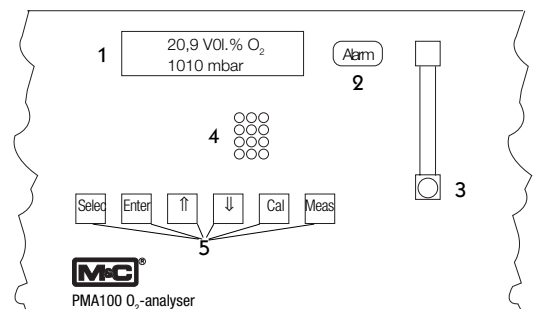 1
20,9 V0l.% O₂
1010 mbar
Alarm
2
3
4
Selec Enter ⇑ ⇓ Cal Meas
5
M&C®
PMA100 O₂-analyser